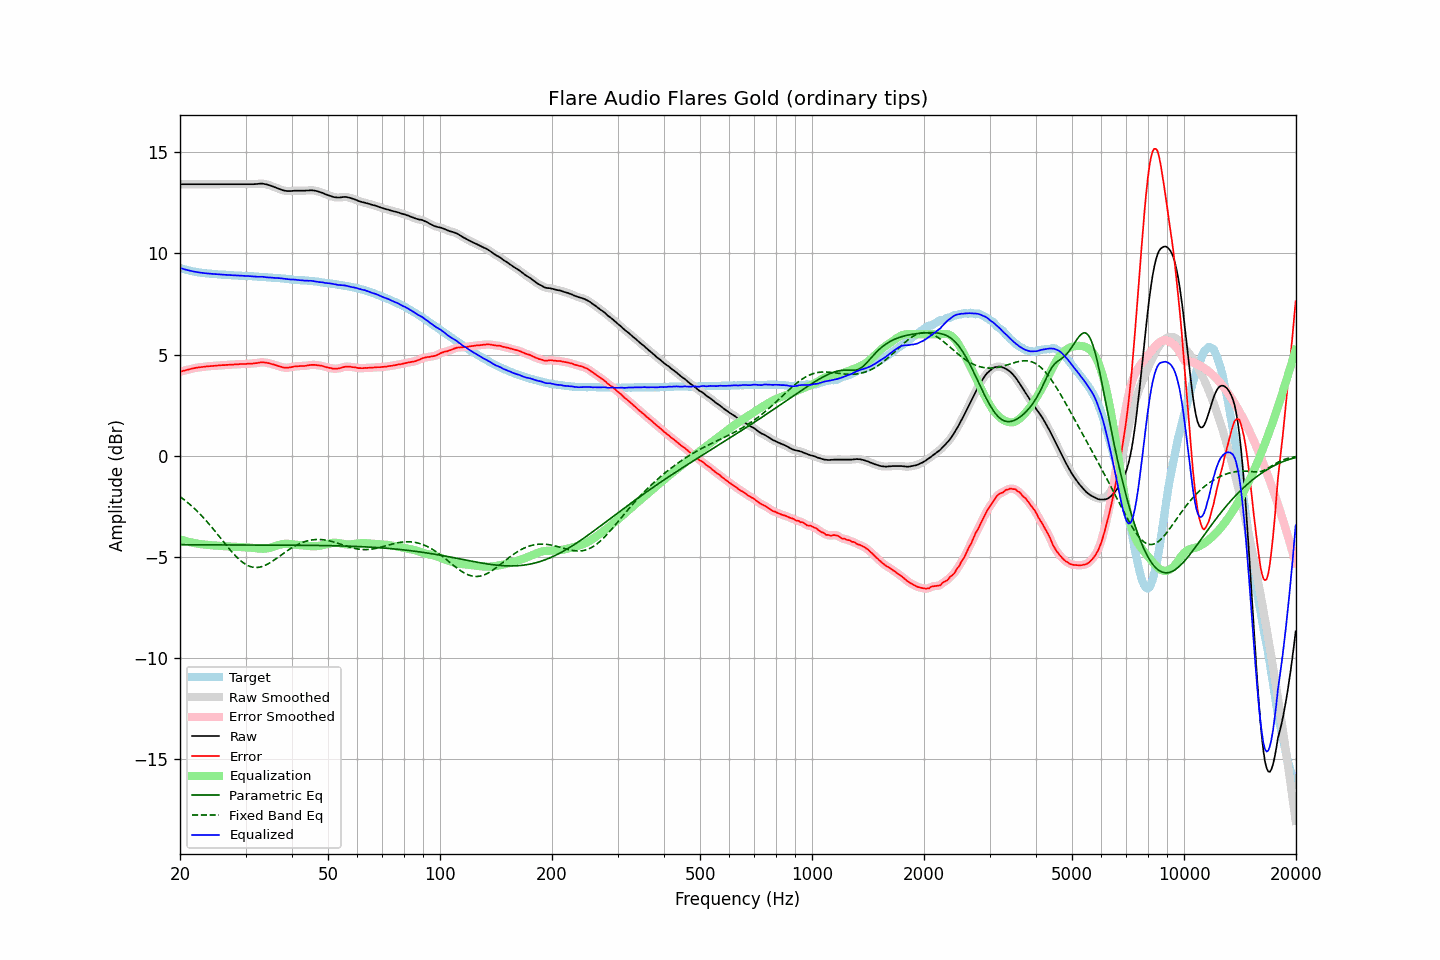 Flare Audio Flares Gold (ordinary tips)
15
10
5
0
−5
−10
−15
Amplitude (dBr)
Target
Raw Smoothed
Error Smoothed
Raw
Error
Equalization
Parametric Eq
Fixed Band Eq
Equalized
20 50 100 200 500 1000 2000 5000 10000 20000
Frequency (Hz)